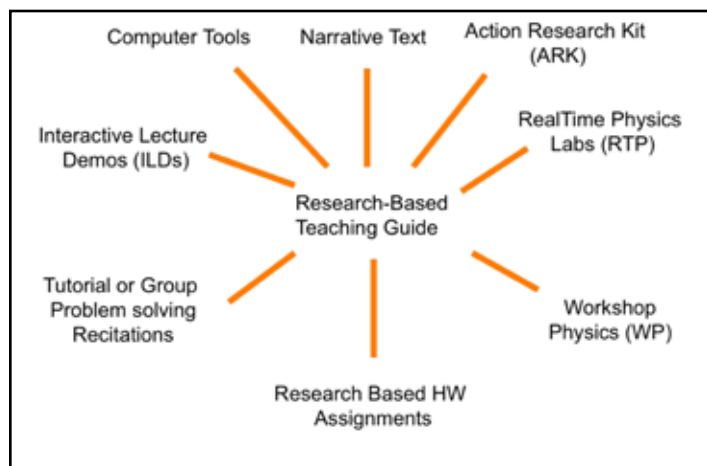 Computer Tools
Narrative Text
Action Research Kit
(ARK)
Interactive Lecture
Demos (ILDs)
RealTime Physics
Labs (RTP)
Research-Based
Teaching Guide
Tutorial or Group
Problem solving
Recitations
Workshop
Physics (WP)
Research Based HW
Assignments